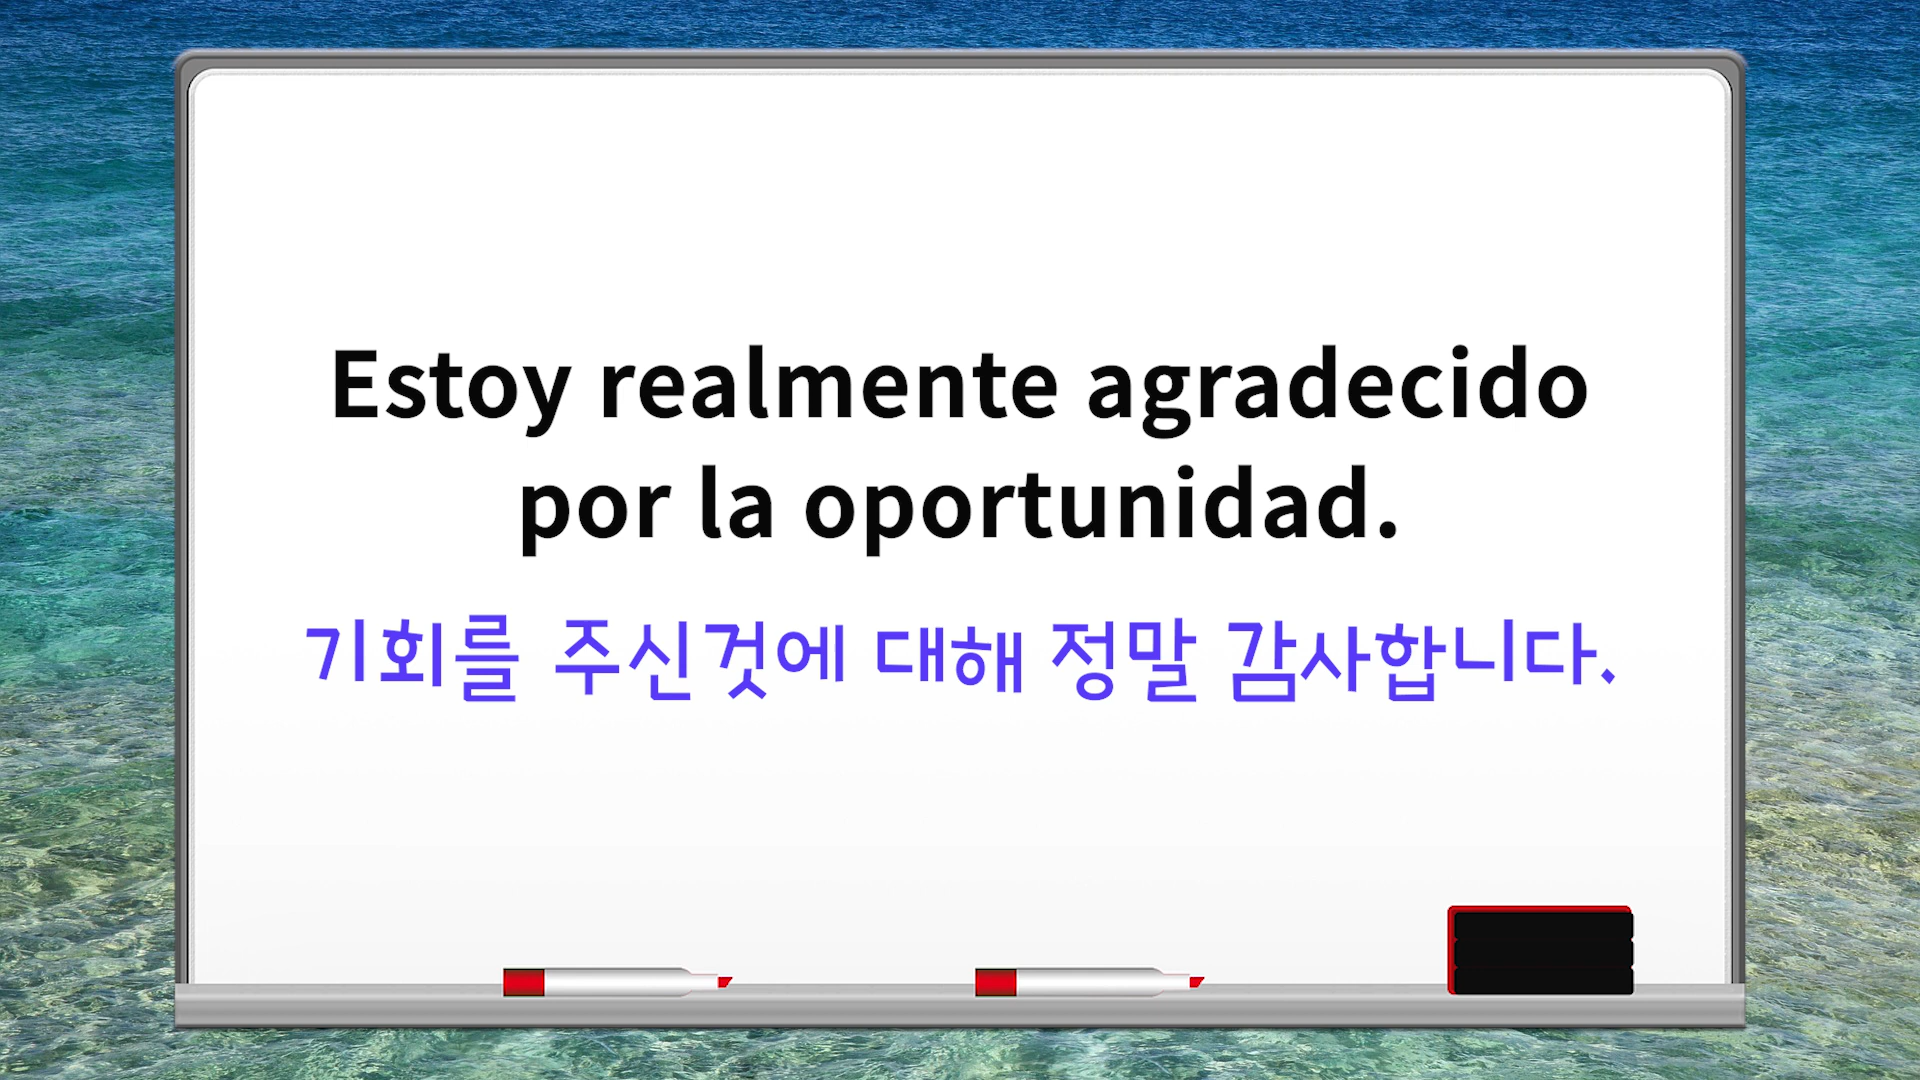 Estoy realmente agradecido
por la oportunidad.
기회를 주신것에 대해 정말 감사합니다.